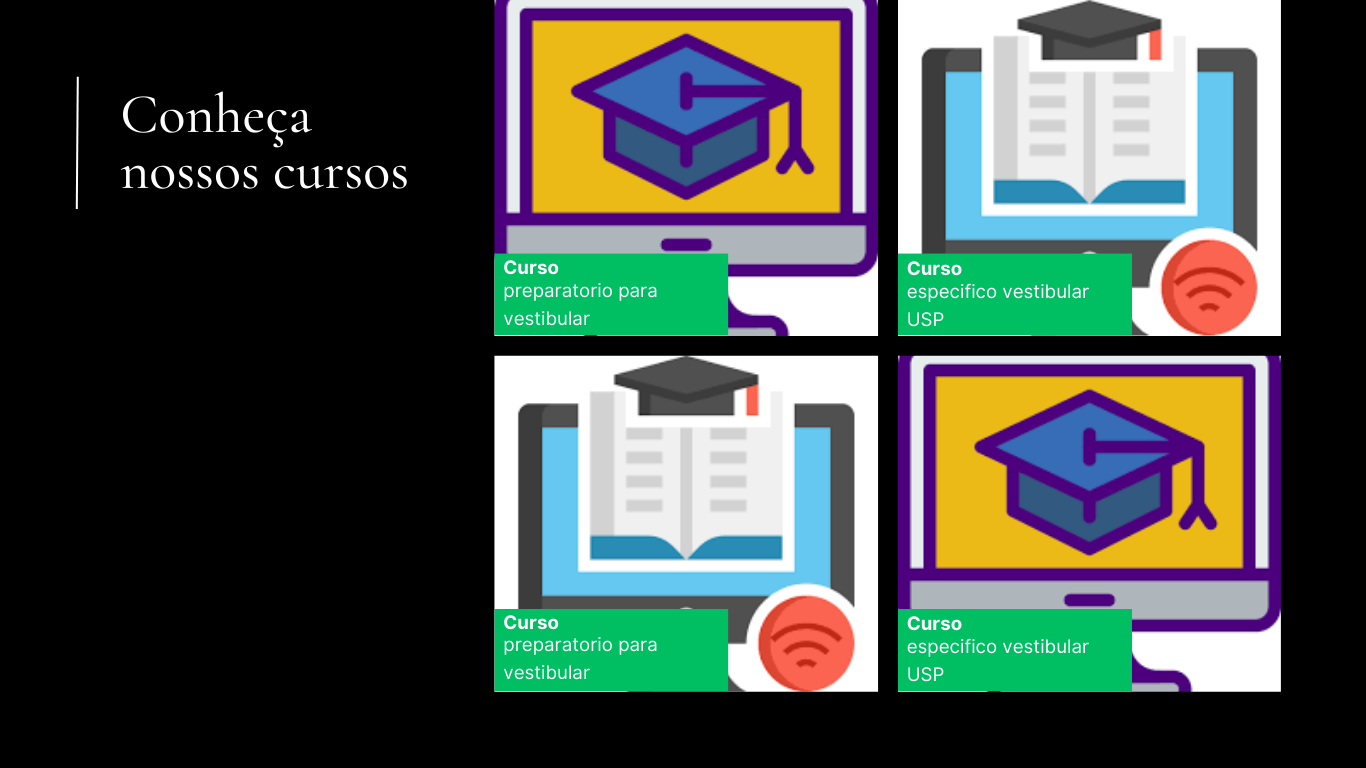 Conheça
nossos cursos
Curso
preparatorio para
vestibular
Curso
especifico vestibular
USP
Curso
preparatorio para
vestibular
Curso
especifico vestibular
USP